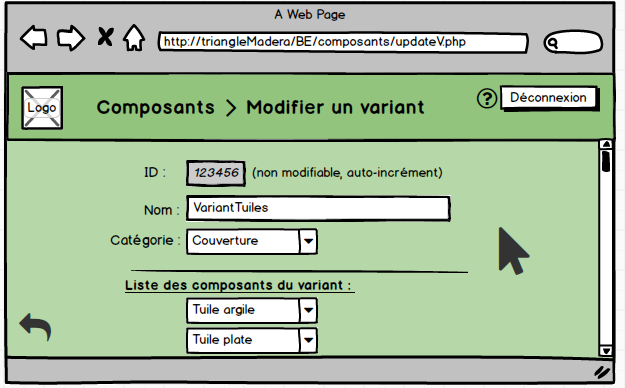 A Web Page
http://triangleMadera/BE/composants/updateV.php
Logo
Composants > Modifier un variant
? Déconnexion
ID : 123456 (non modifiable, auto-incrément)
Nom : VariantTuiles
Catégorie : Couverture
Liste des composants du variant :
Tuile argile
Tuile plate